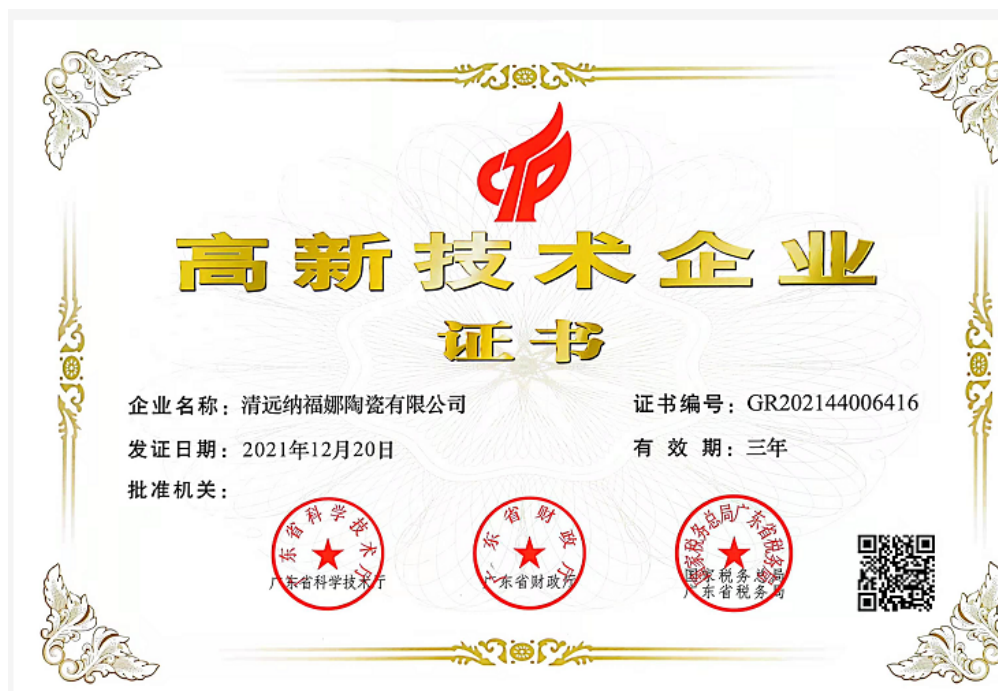 高新技术企业
证书
企业名称：清远纳福娜陶瓷有限公司
证书编号：GR202144006416
发证日期：2021年12月20日
有效期：三年
批准机关：
广东省科学技术厅
广东省科学技术厅
广东省财政厅
广东省财政厅
国家税务总局广东省税务局
国家税务总局
广东省税务局